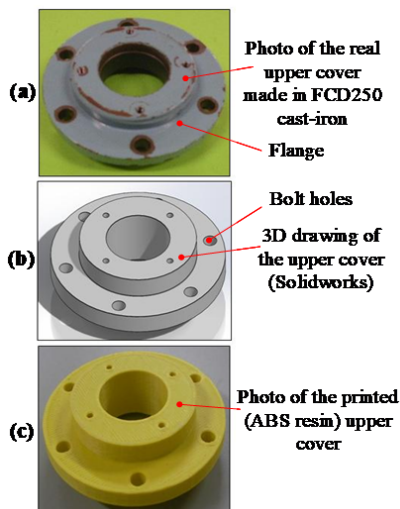 (a)
Photo of the real
upper cover
made in FCD250
cast-iron
Flange
(b)
Bolt holes
3D drawing of
the upper cover
(Solidworks)
(c)
Photo of the printed
(ABS resin) upper
cover